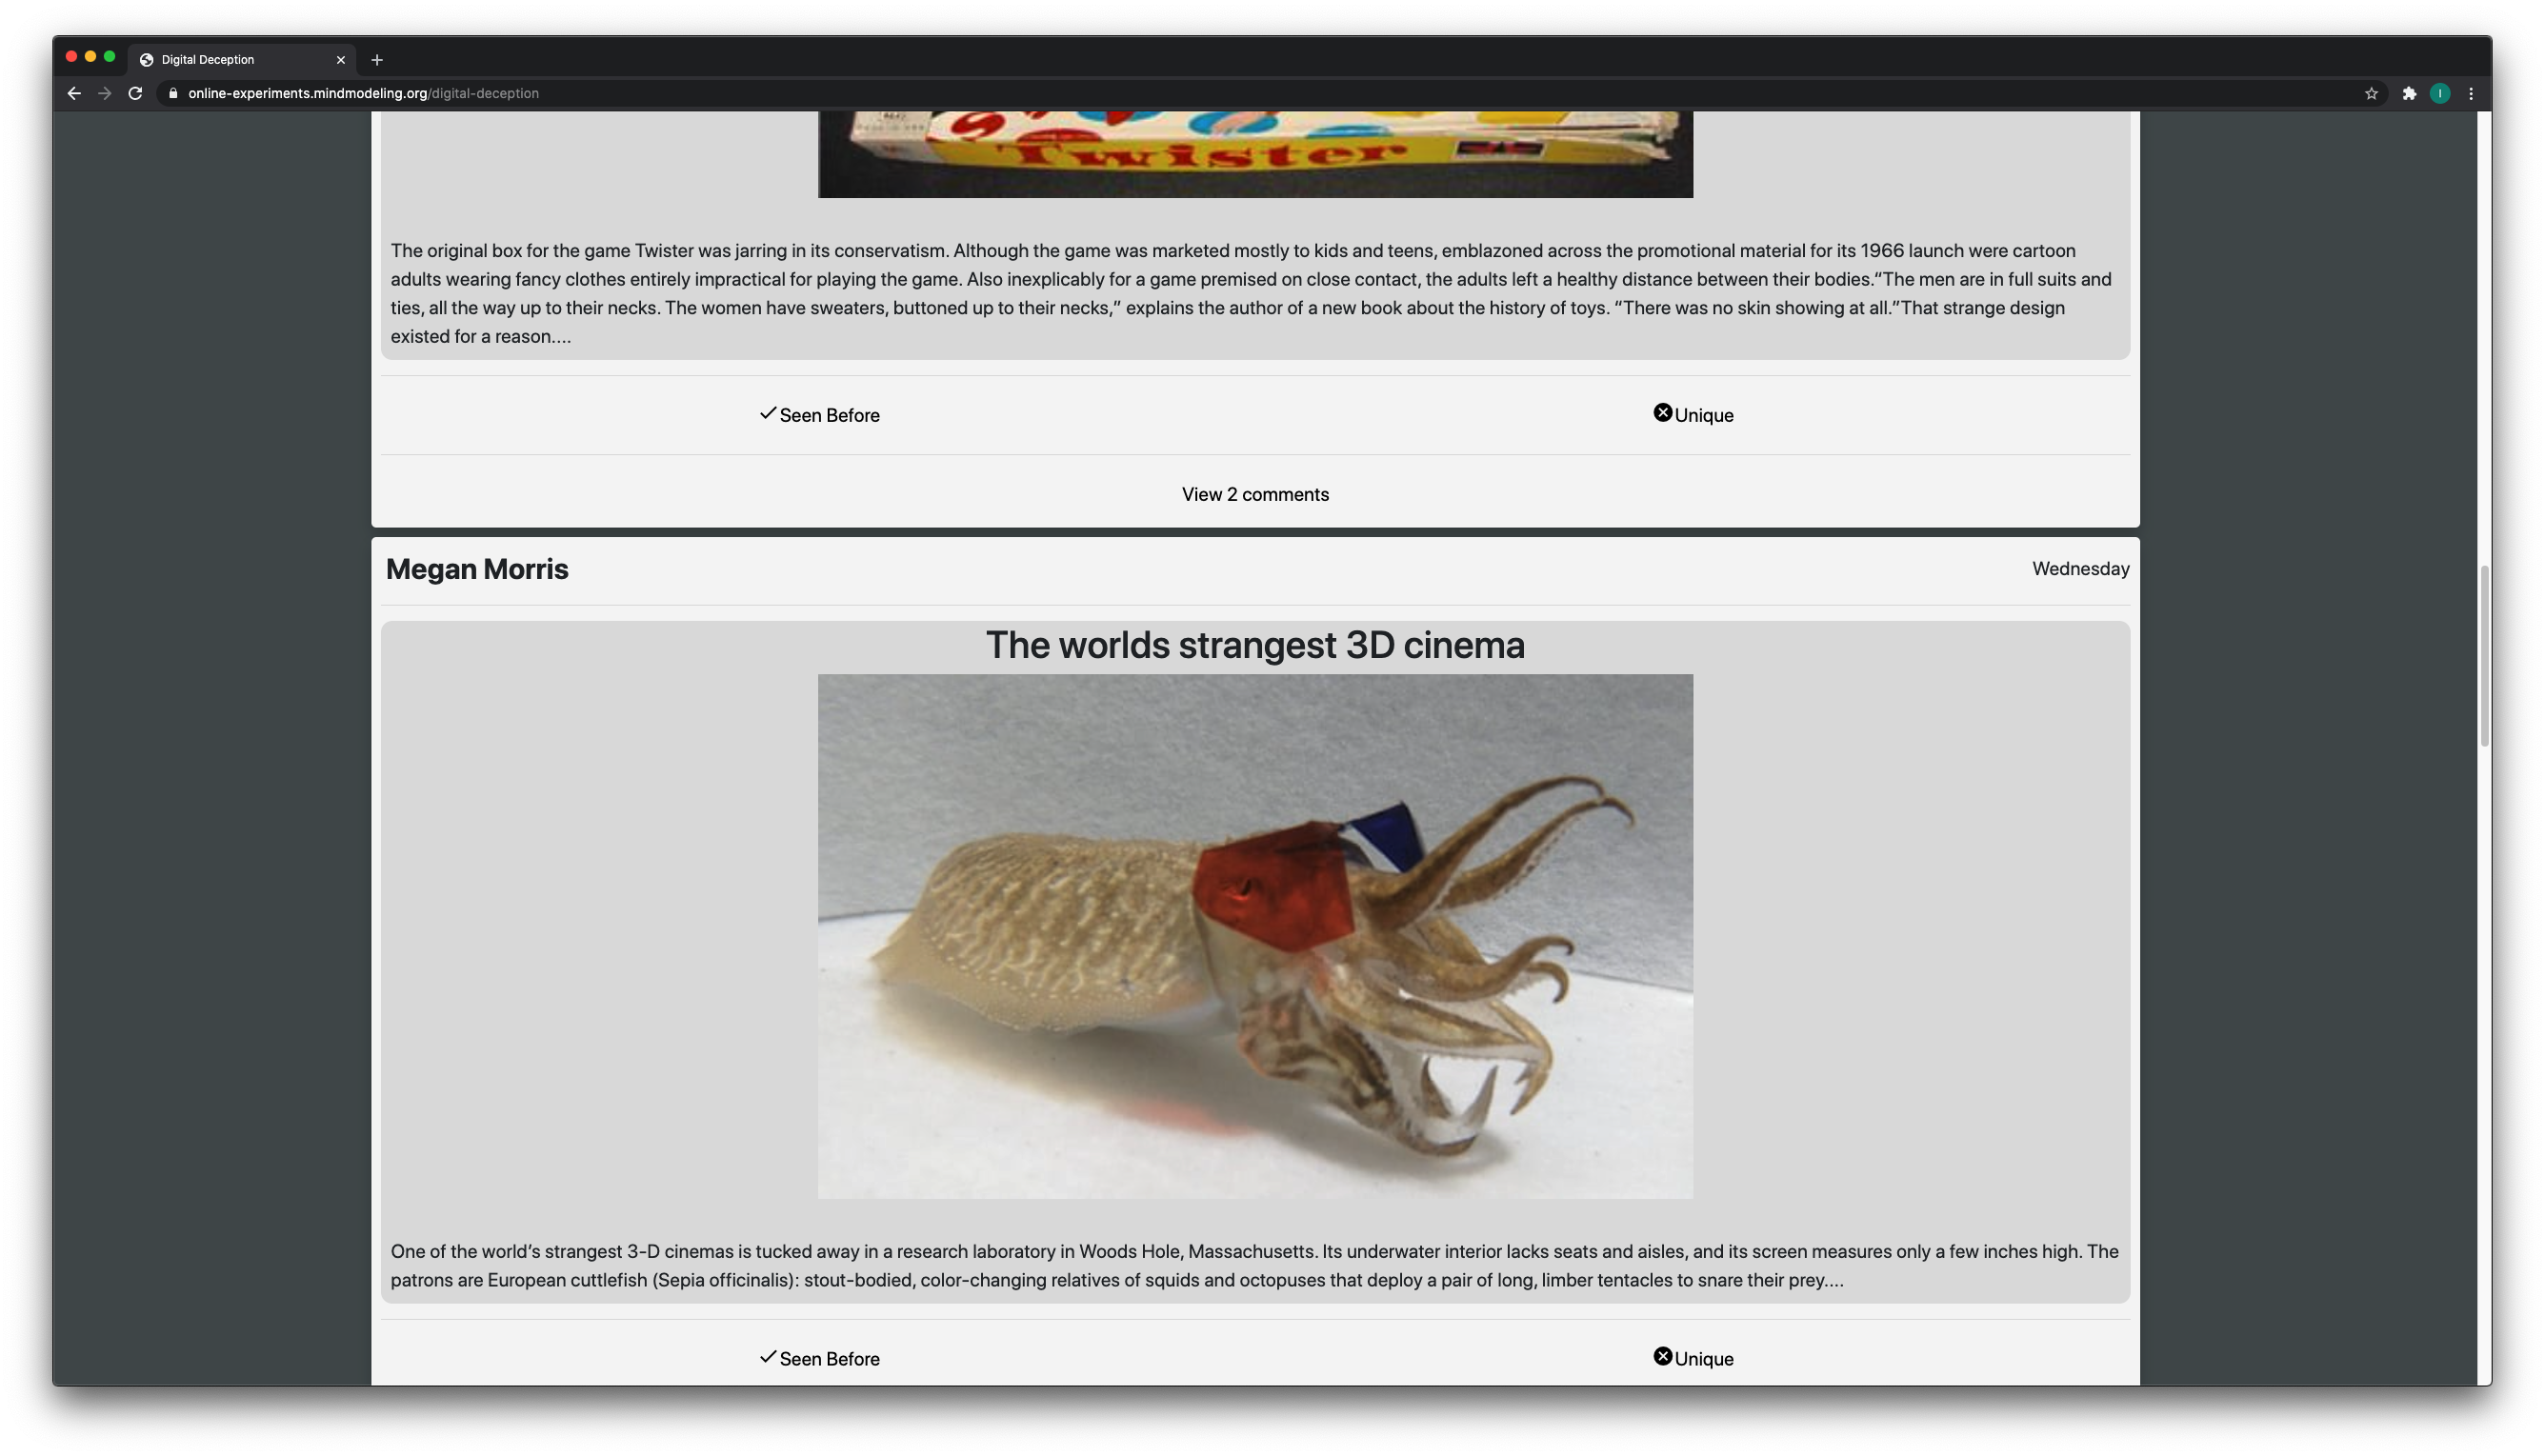 Digital Deception
online-experiments.mindmodeling.org/digital-deception
I
Twister
The original box for the game Twister was jarring in its conservatism. Although the game was marketed mostly to kids and teens, emblazoned across the promotional material for its 1966 launch were cartoon
adults wearing fancy clothes entirely impractical for playing the game. Also inexplicably for a game premised on close contact, the adults left a healthy distance between their bodies.“The men are in full suits and
ties, all the way up to their necks. The women have sweaters, buttoned up to their necks,” explains the author of a new book about the history of toys. “There was no skin showing at all.”That strange design
existed for a reason....
Seen Before Unique
View 2 comments
Megan Morris Wednesday
The worlds strangest 3D cinema
One of the world’s strangest 3-D cinemas is tucked away in a research laboratory in Woods Hole, Massachusetts. Its underwater interior lacks seats and aisles, and its screen measures only a few inches high. The
patrons are European cuttlefish (Sepia officinalis): stout-bodied, color-changing relatives of squids and octopuses that deploy a pair of long, limber tentacles to snare their prey....
Seen Before Unique